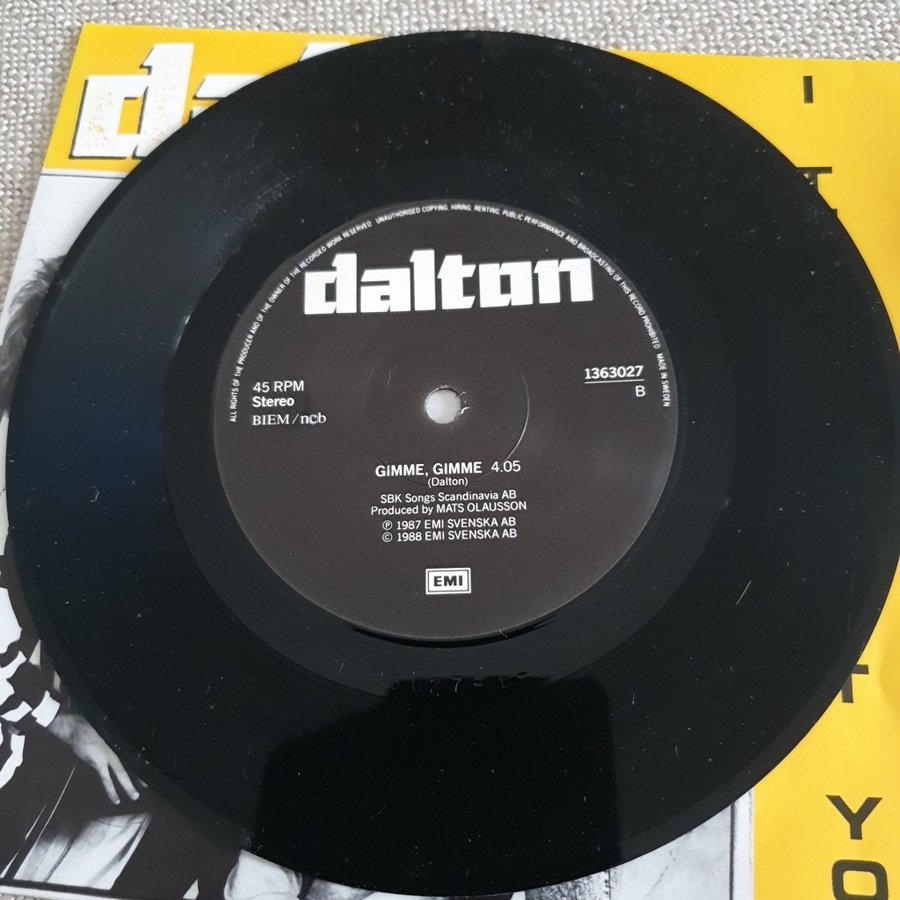 I
T
T
Y
O
ALL RIGHTS OF THE PRODUCER AND OF THE OWNER OF THE RECORDED WORK RESERVED UNAUTHORISED COPYING, HIRING, RENTING, PUBLIC PERFORMANCE AND BROADCASTING OF THIS RECORD PROHIBITED MADE IN SWEDEN
dalton
45 RPM
Stereo
BIEM/ncb
1363027
B
GIMME, GIMME 4.05
(Dalton)
SBK Songs Scandinavia AB
Produced by MATS OLAUSSON
℗ 1987 EMI SVENSKA AB
© 1988 EMI SVENSKA AB
EMI